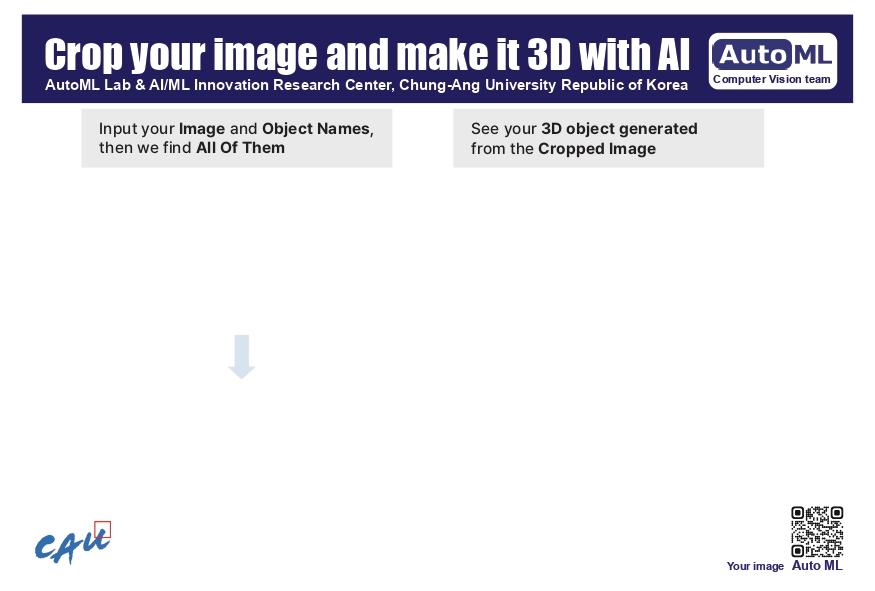 Crop your image and make it 3D with AI
AutoML Lab & AI/ML Innovation Research Center, Chung-Ang University Republic of Korea
AutoML
Computer Vision team
Input your Image and Object Names,
then we find All Of Them
See your 3D object generated
from the Cropped Image
CAU
Your image Auto ML